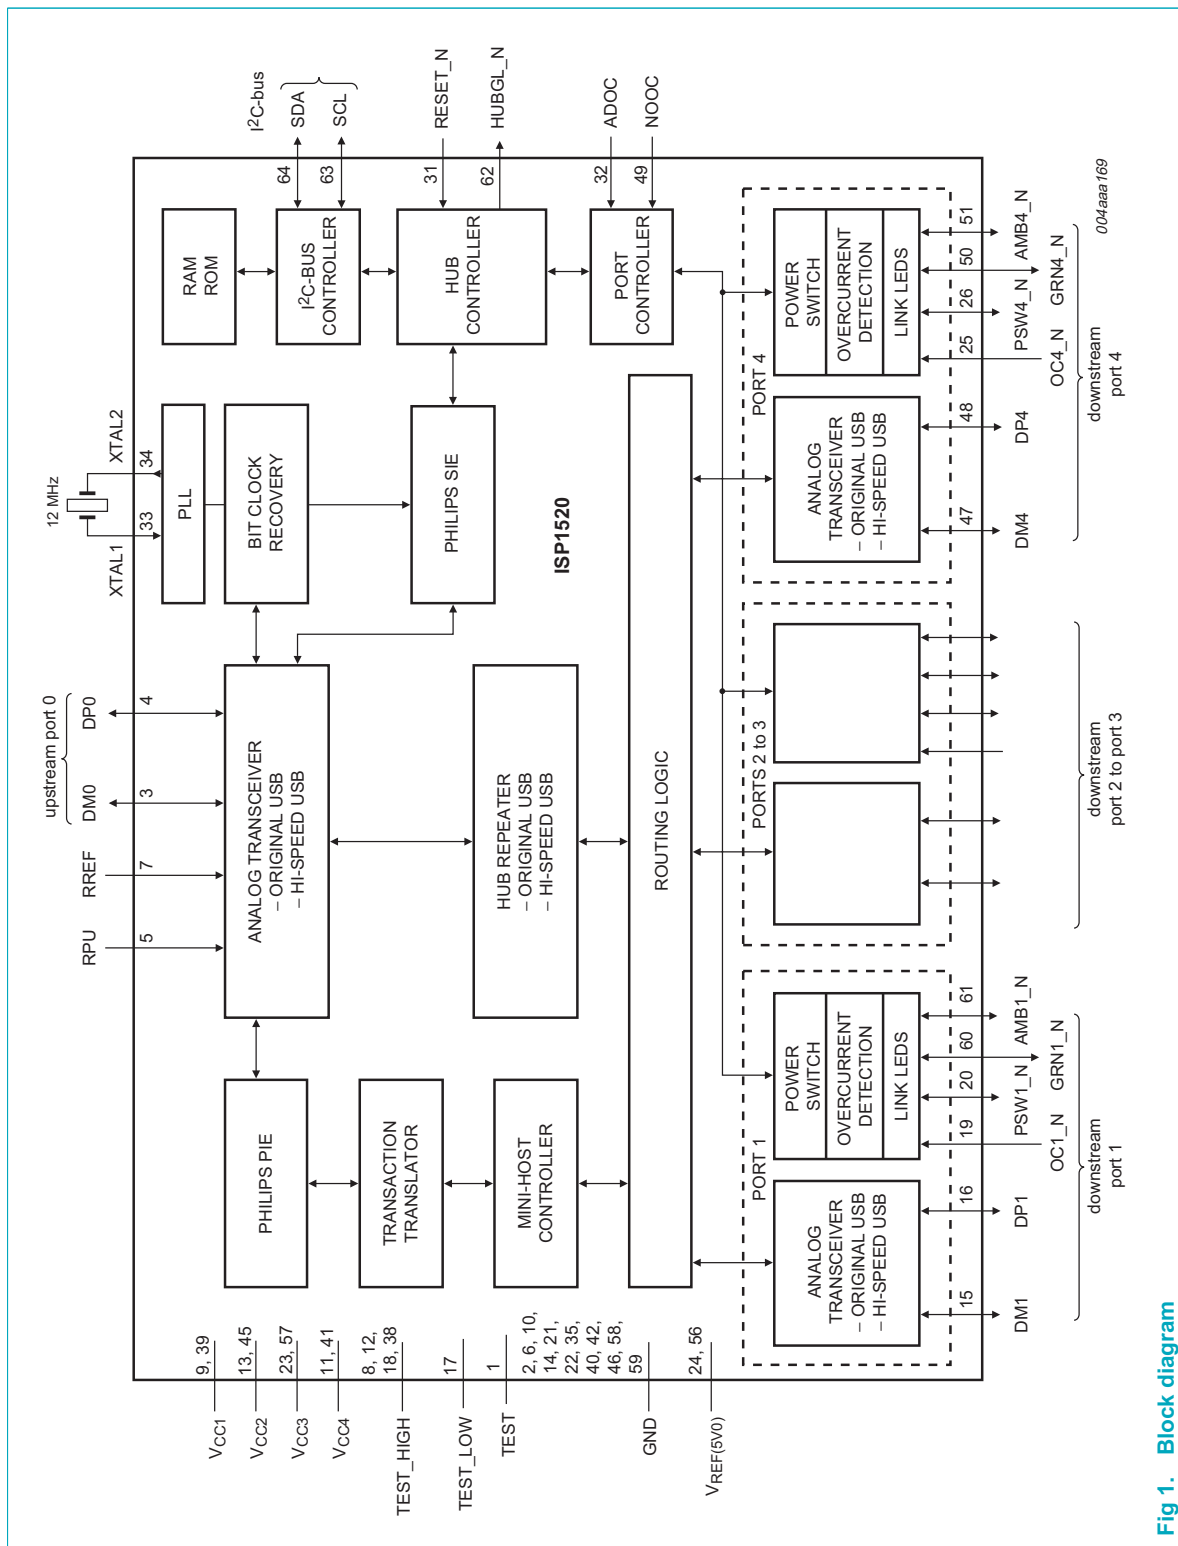 upstream port 0
12 MHz
I2C-bus
RPU
RREF
DM0
DP0
XTAL1
XTAL2
SDA
SCL
RESET_N
HUBGL_N
ADOC
NOOC
5
7
3
4
33
34
64
63
31
62
32
49
VCC1
9, 39
VCC2
13, 45
VCC3
23, 57
VCC4
11, 41
TEST_HIGH
8, 12,
18, 38
TEST_LOW
17
TEST
1
GND
2, 6, 10,
14, 21,
22, 35,
40, 42,
46, 58,
59
VREF(5V0)
24, 56
PHILIPS PIE
TRANSACTION
TRANSLATOR
MINI-HOST
CONTROLLER
ANALOG TRANSCEIVER
– ORIGINAL USB
– HI-SPEED USB
HUB REPEATER
– ORIGINAL USB
– HI-SPEED USB
PLL
BIT CLOCK
RECOVERY
PHILIPS SIE
ISP1520
RAM
ROM
I2C-BUS
CONTROLLER
HUB
CONTROLLER
PORT
CONTROLLER
ROUTING LOGIC
PORT 1
ANALOG
TRANSCEIVER
– ORIGINAL USB
– HI-SPEED USB
POWER
SWITCH
OVERCURRENT
DETECTION
LINK LEDS
PORTS 2 to 3
PORT 4
ANALOG
TRANSCEIVER
– ORIGINAL USB
– HI-SPEED USB
POWER
SWITCH
OVERCURRENT
DETECTION
LINK LEDS
15
16
19
20
60
61
47
48
25
26
50
51
DM1
DP1
OC1_N
PSW1_N
GRN1_N
AMB1_N
DM4
DP4
OC4_N
PSW4_N
GRN4_N
AMB4_N
downstream
port 1
downstream
port 2 to port 3
downstream
port 4
004aaa169
Fig 1. Block diagram